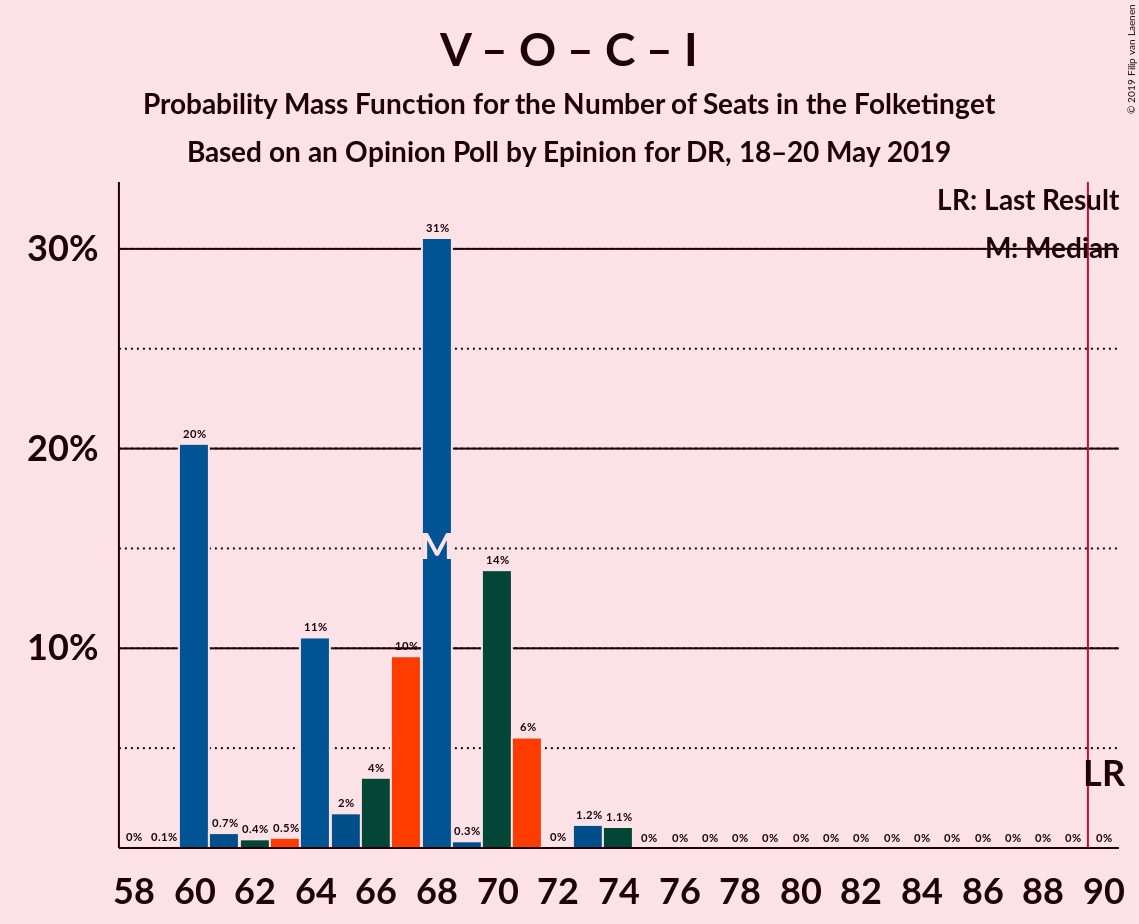 V – O – C – I
Probability Mass Function for the Number of Seats in the Folketinget
Based on an Opinion Poll by Epinion for DR, 18–20 May 2019
© 2019 Filip van Laenen
LR: Last Result
M: Median
30%
20%
10%
0% 0.1% 20% 0.7% 0.4% 0.5% 11% 2% 4% 10% 31% 0.3% 14% 6% 0% 1.2% 1.1% 0% 0% 0% 0% 0% 0% 0% 0% 0% 0% 0% 0% 0% 0% 0% 0%
M
LR
58 60 62 64 66 68 70 72 74 76 78 80 82 84 86 88 90